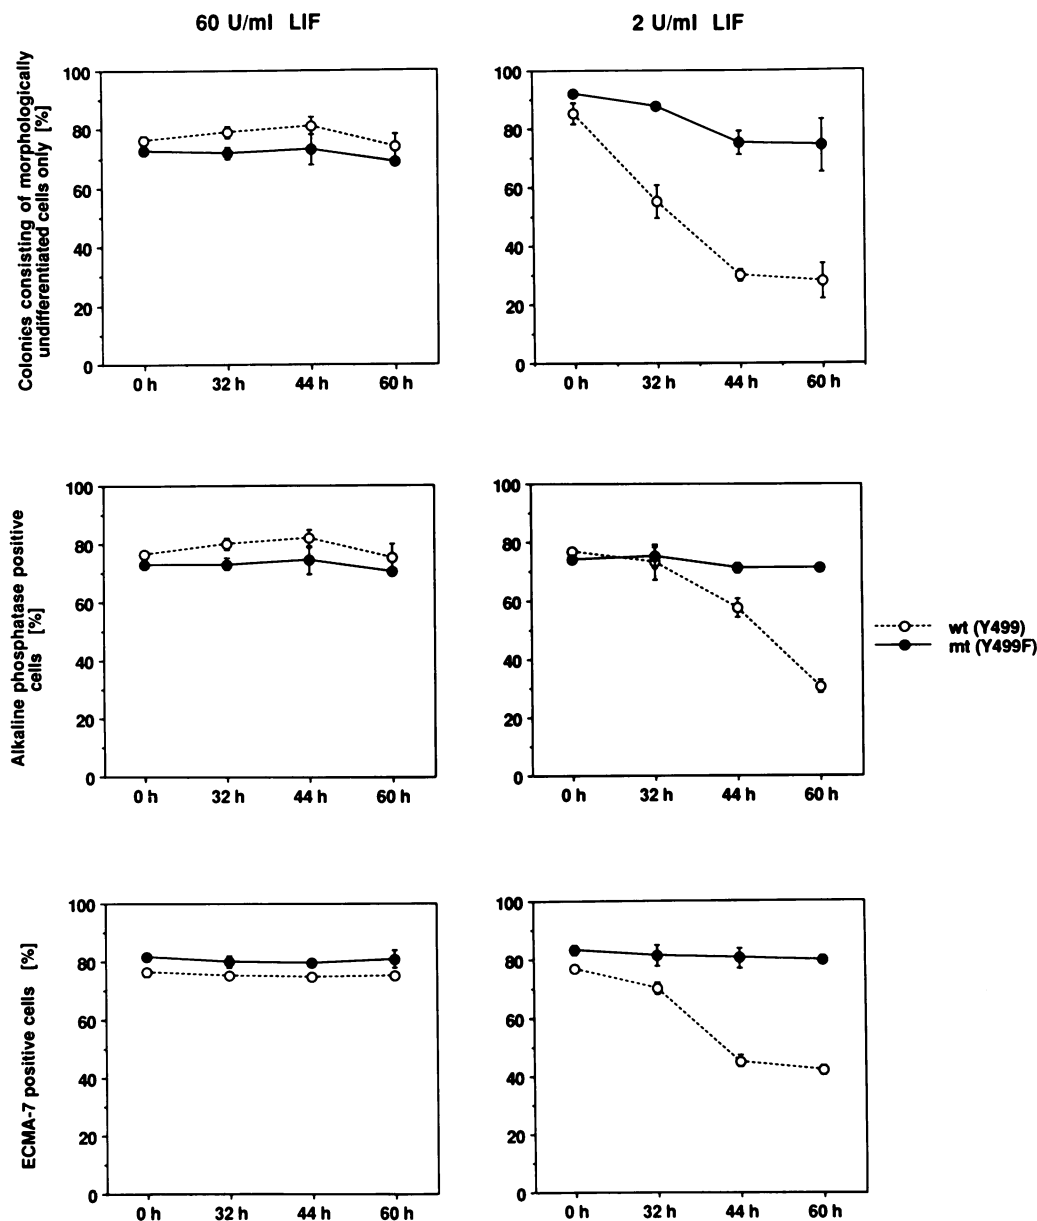 60 U/ml LIF
2 U/ml LIF
Colonics consisting of morphologically
undifferentiated cells only [%]
100
80
60
40
20
0
0 h
32 h
44 h
60 h
100
80
60
40
20
0
0 h
32 h
44 h
60 h
Alkaline phosphatase positive
cells [%]
100
80
60
40
20
0
0 h
32 h
44 h
60 h
100
80
60
40
20
0
0 h
32 h
44 h
60 h
wt (Y499)
mt (Y499F)
ECMA-7 positive cells [%]
100
80
60
40
20
0
0 h
32 h
44 h
60 h
100
80
60
40
20
0
0 h
32 h
44 h
60 h